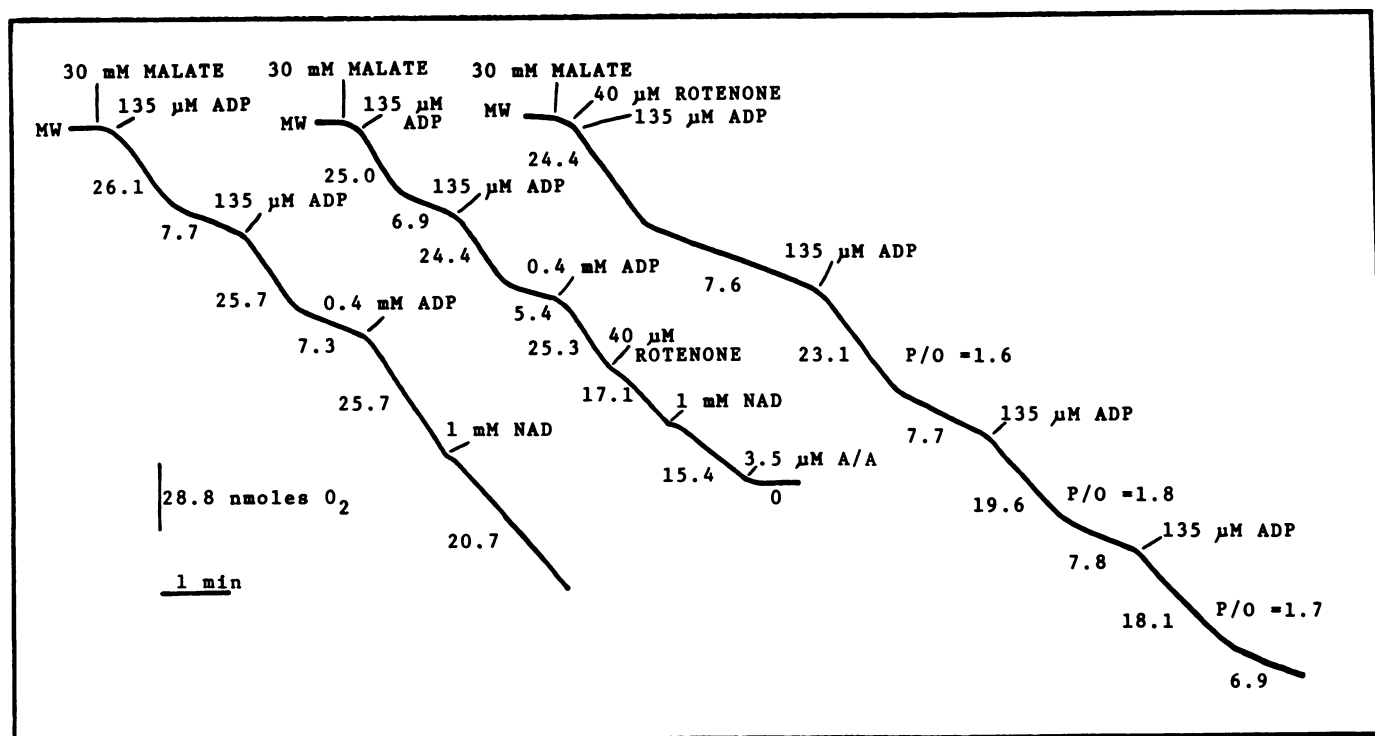 30 mM MALATE
135 µM ADP
MW
26.1
7.7
135 µM ADP
25.7
0.4 mM ADP
7.3
25.7
1 mM NAD
20.7
28.8 nmoles O2
1 min
30 mM MALATE
135 µM
ADP
MW
25.0
6.9
135 µM ADP
24.4
0.4 mM ADP
5.4
25.3
40 µM
ROTENONE
17.1
1 mM NAD
15.4
3.5 µM A/A
0
30 mM MALATE
40 µM ROTENONE
MW
135 µM ADP
24.4
7.6
135 µM ADP
23.1
P/O =1.6
7.7
135 µM ADP
19.6
P/O =1.8
7.8
135 µM ADP
18.1
P/O =1.7
6.9